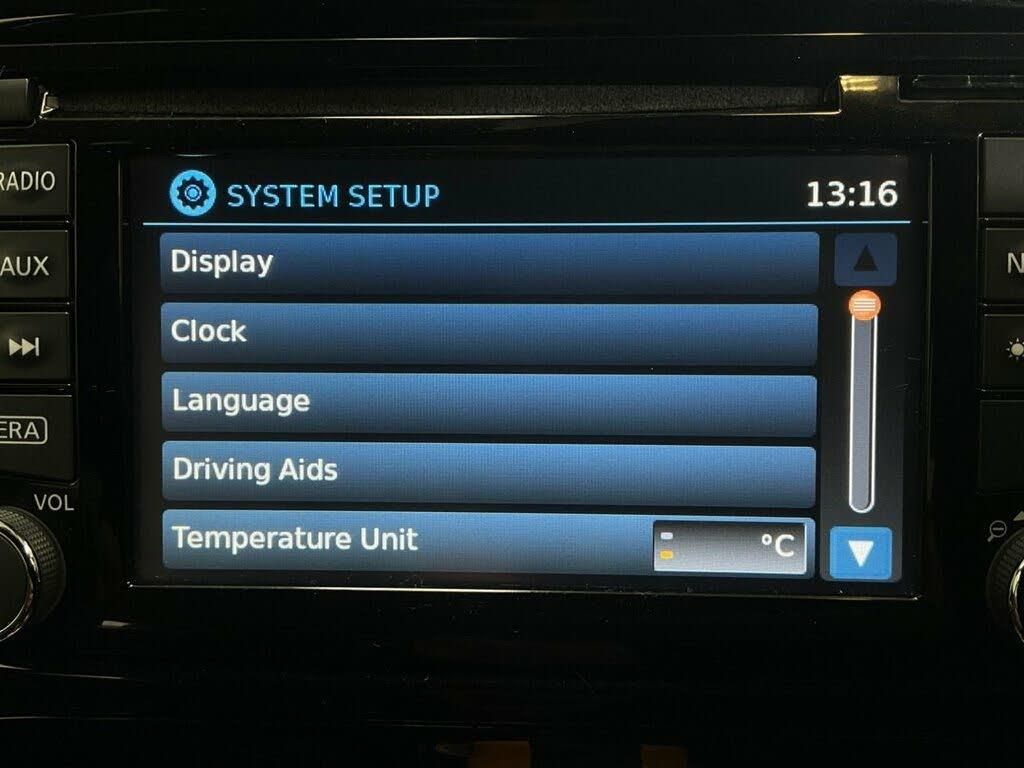 SYSTEM SETUP
13:16
RADIO
Display
AUX
Clock
Language
ERA
Driving Aids
VOL
Temperature Unit
°C